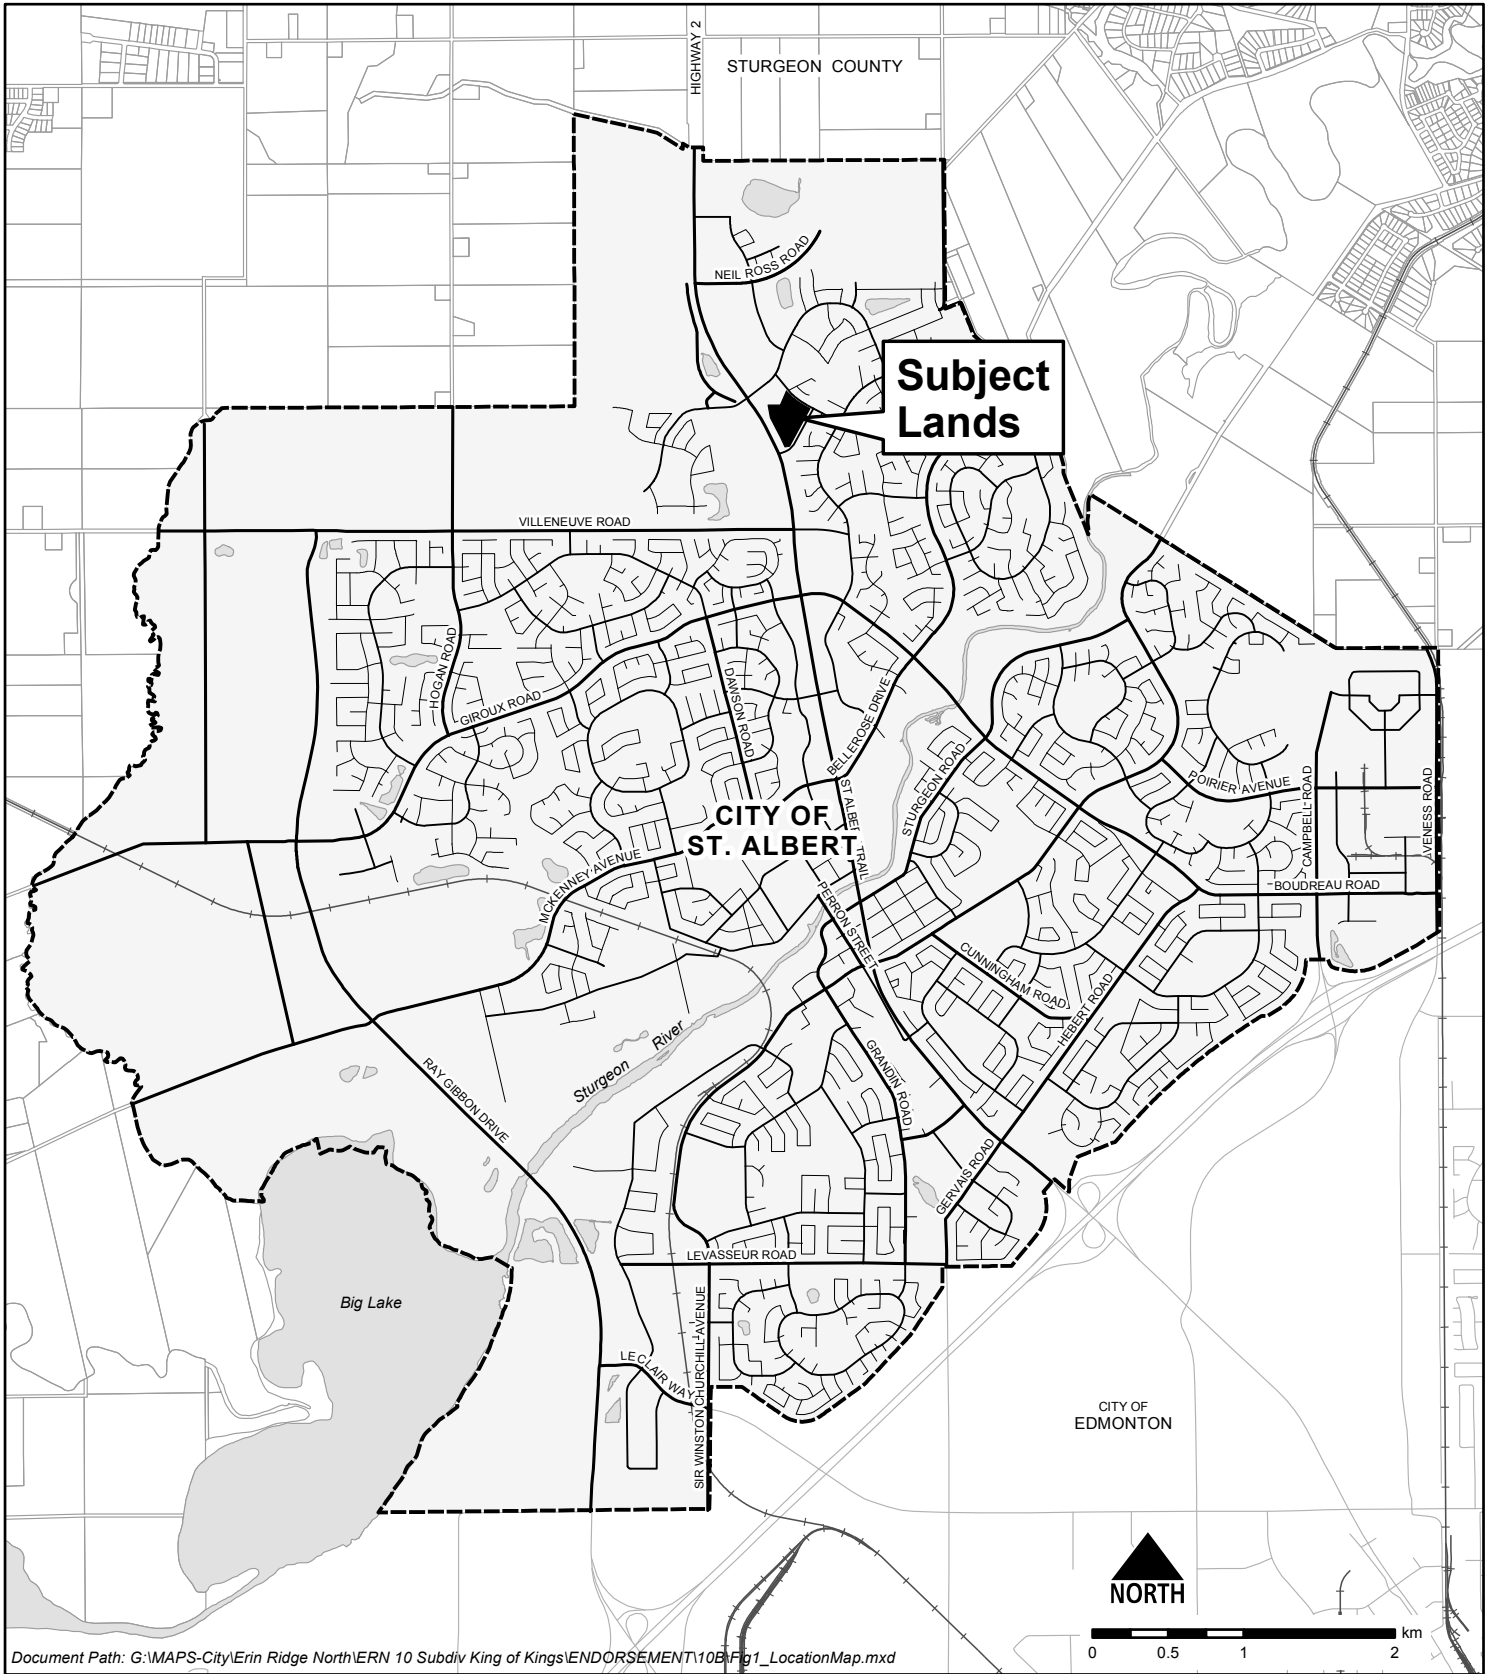 HIGHWAY 2
STURGEON COUNTY
NEIL ROSS ROAD
Subject
Lands
VILLENEUVE ROAD
HOGAN ROAD
GIROUX ROAD
DAWSON ROAD
BELLEROSE DRIVE
STURGEON ROAD
POIRIER AVENUE
CAMPBELL ROAD
AVENESS ROAD
CITY OF
ST. ALBERT
ST ALBERT TRAIL
MCKENNEY AVENUE
BOUDREAU ROAD
PERRON STREET
CUNNINGHAM ROAD
HEBERT ROAD
Sturgeon River
RAY GIBBON DRIVE
GRANDIN ROAD
GERVAIS ROAD
LEVASSEUR ROAD
Big Lake
SIR WINSTON CHURCHILL AVENUE
LECLAIR WAY
CITY OF
EDMONTON
NORTH
km
0 0.5 1 2
Document Path: G:\MAPS-City\Erin Ridge North\ERN 10 Subdiv King of Kings\ENDORSEMENT\10B\Fig1_LocationMap.mxd